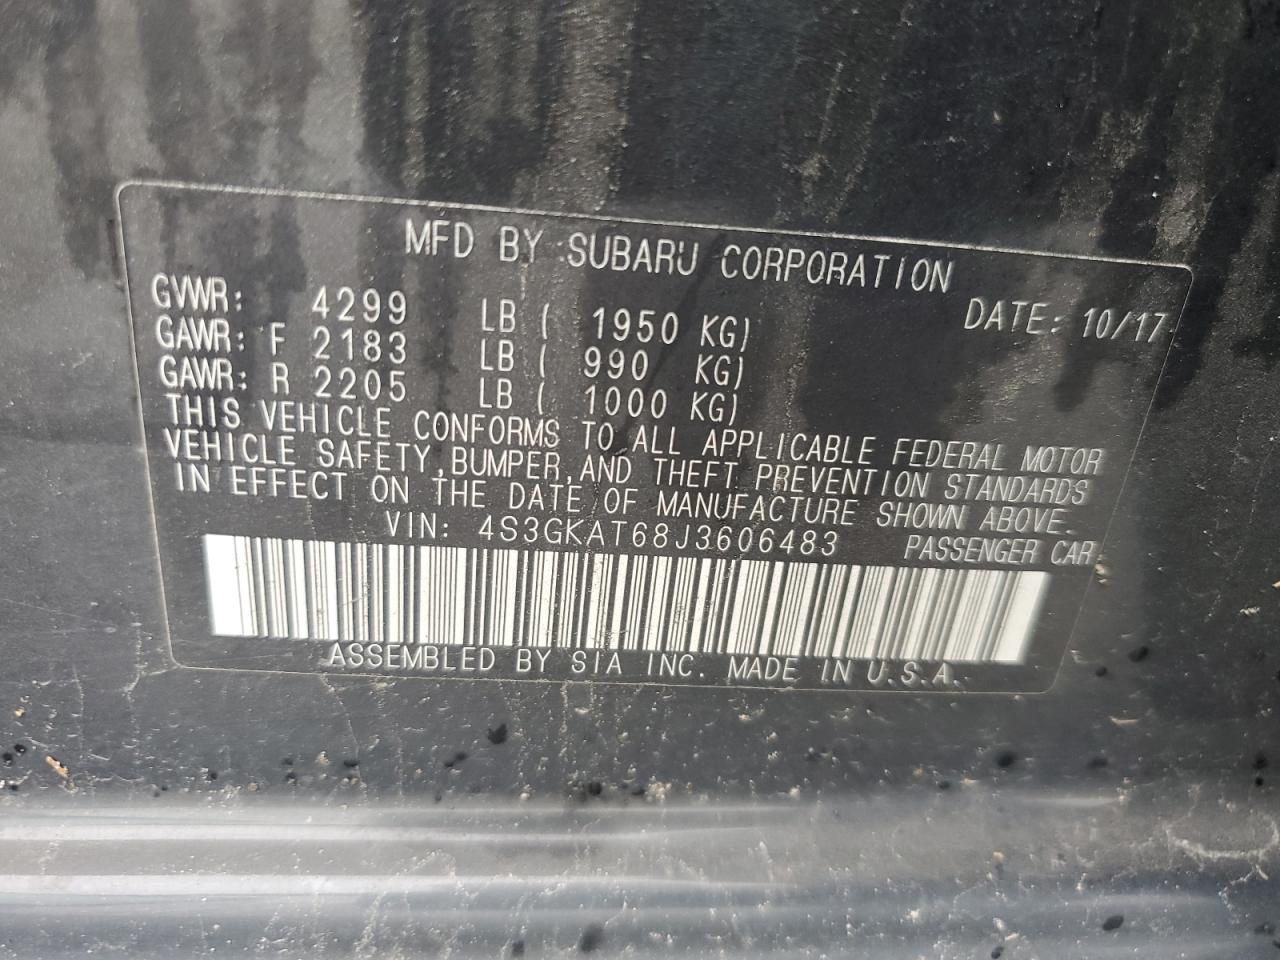 MFD BY SUBARU CORPORATION
GVWR: 4299 LB ( 1950 KG) DATE: 10/17
GAWR: F 2183 LB ( 990 KG)
GAWR: R 2205 LB ( 1000 KG)
THIS VEHICLE CONFORMS TO ALL APPLICABLE FEDERAL MOTOR
VEHICLE SAFETY, BUMPER, AND THEFT PREVENTION STANDARDS
IN EFFECT ON THE DATE OF MANUFACTURE SHOWN ABOVE.
VIN: 4S3GKAT68J3606483 PASSENGER CAR
ASSEMBLED BY SIA INC. MADE IN U.S.A.